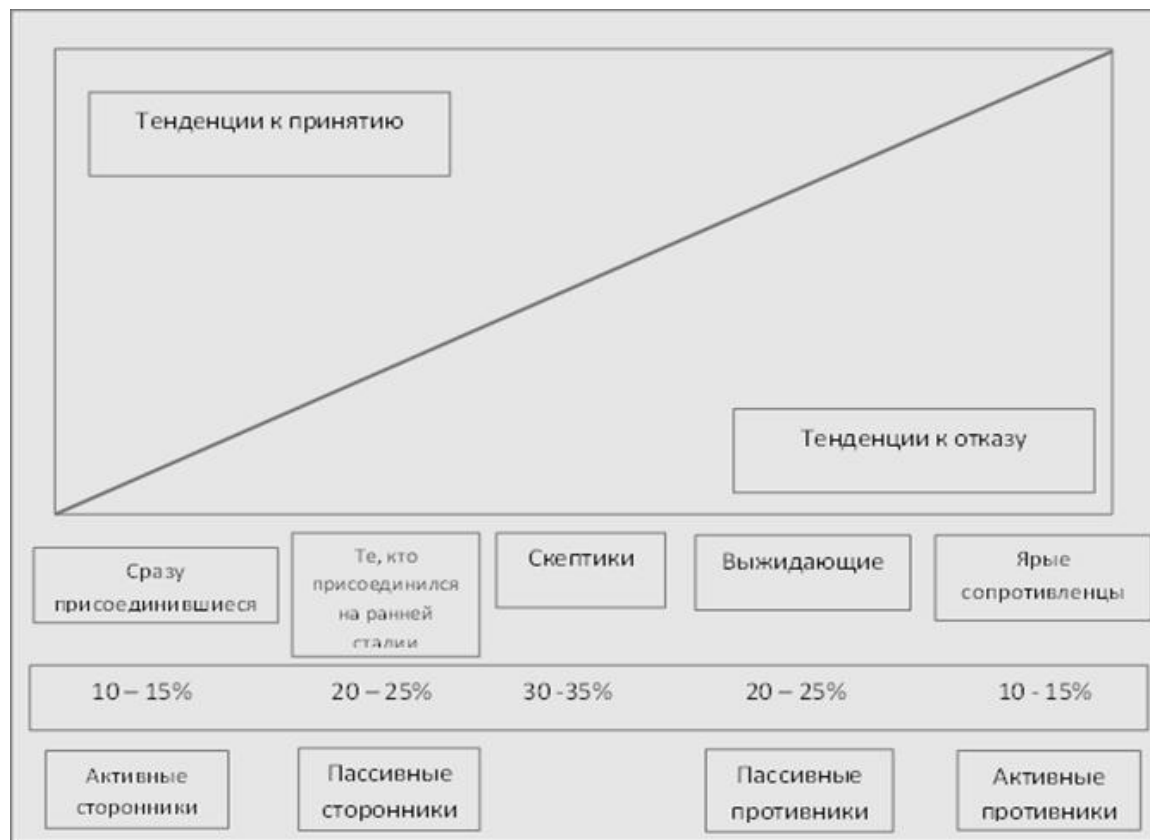 Тенденции к принятию
Тенденции к отказу
Сразу
присоединившиеся
Те, кто
присоединился
на ранней
стадии
Скептики
Выжидающие
Ярые
сопротивленцы
10 – 15%
20 – 25%
30 -35%
20 – 25%
10 - 15%
Активные
сторонники
Пассивные
сторонники
Пассивные
противники
Активные
противники